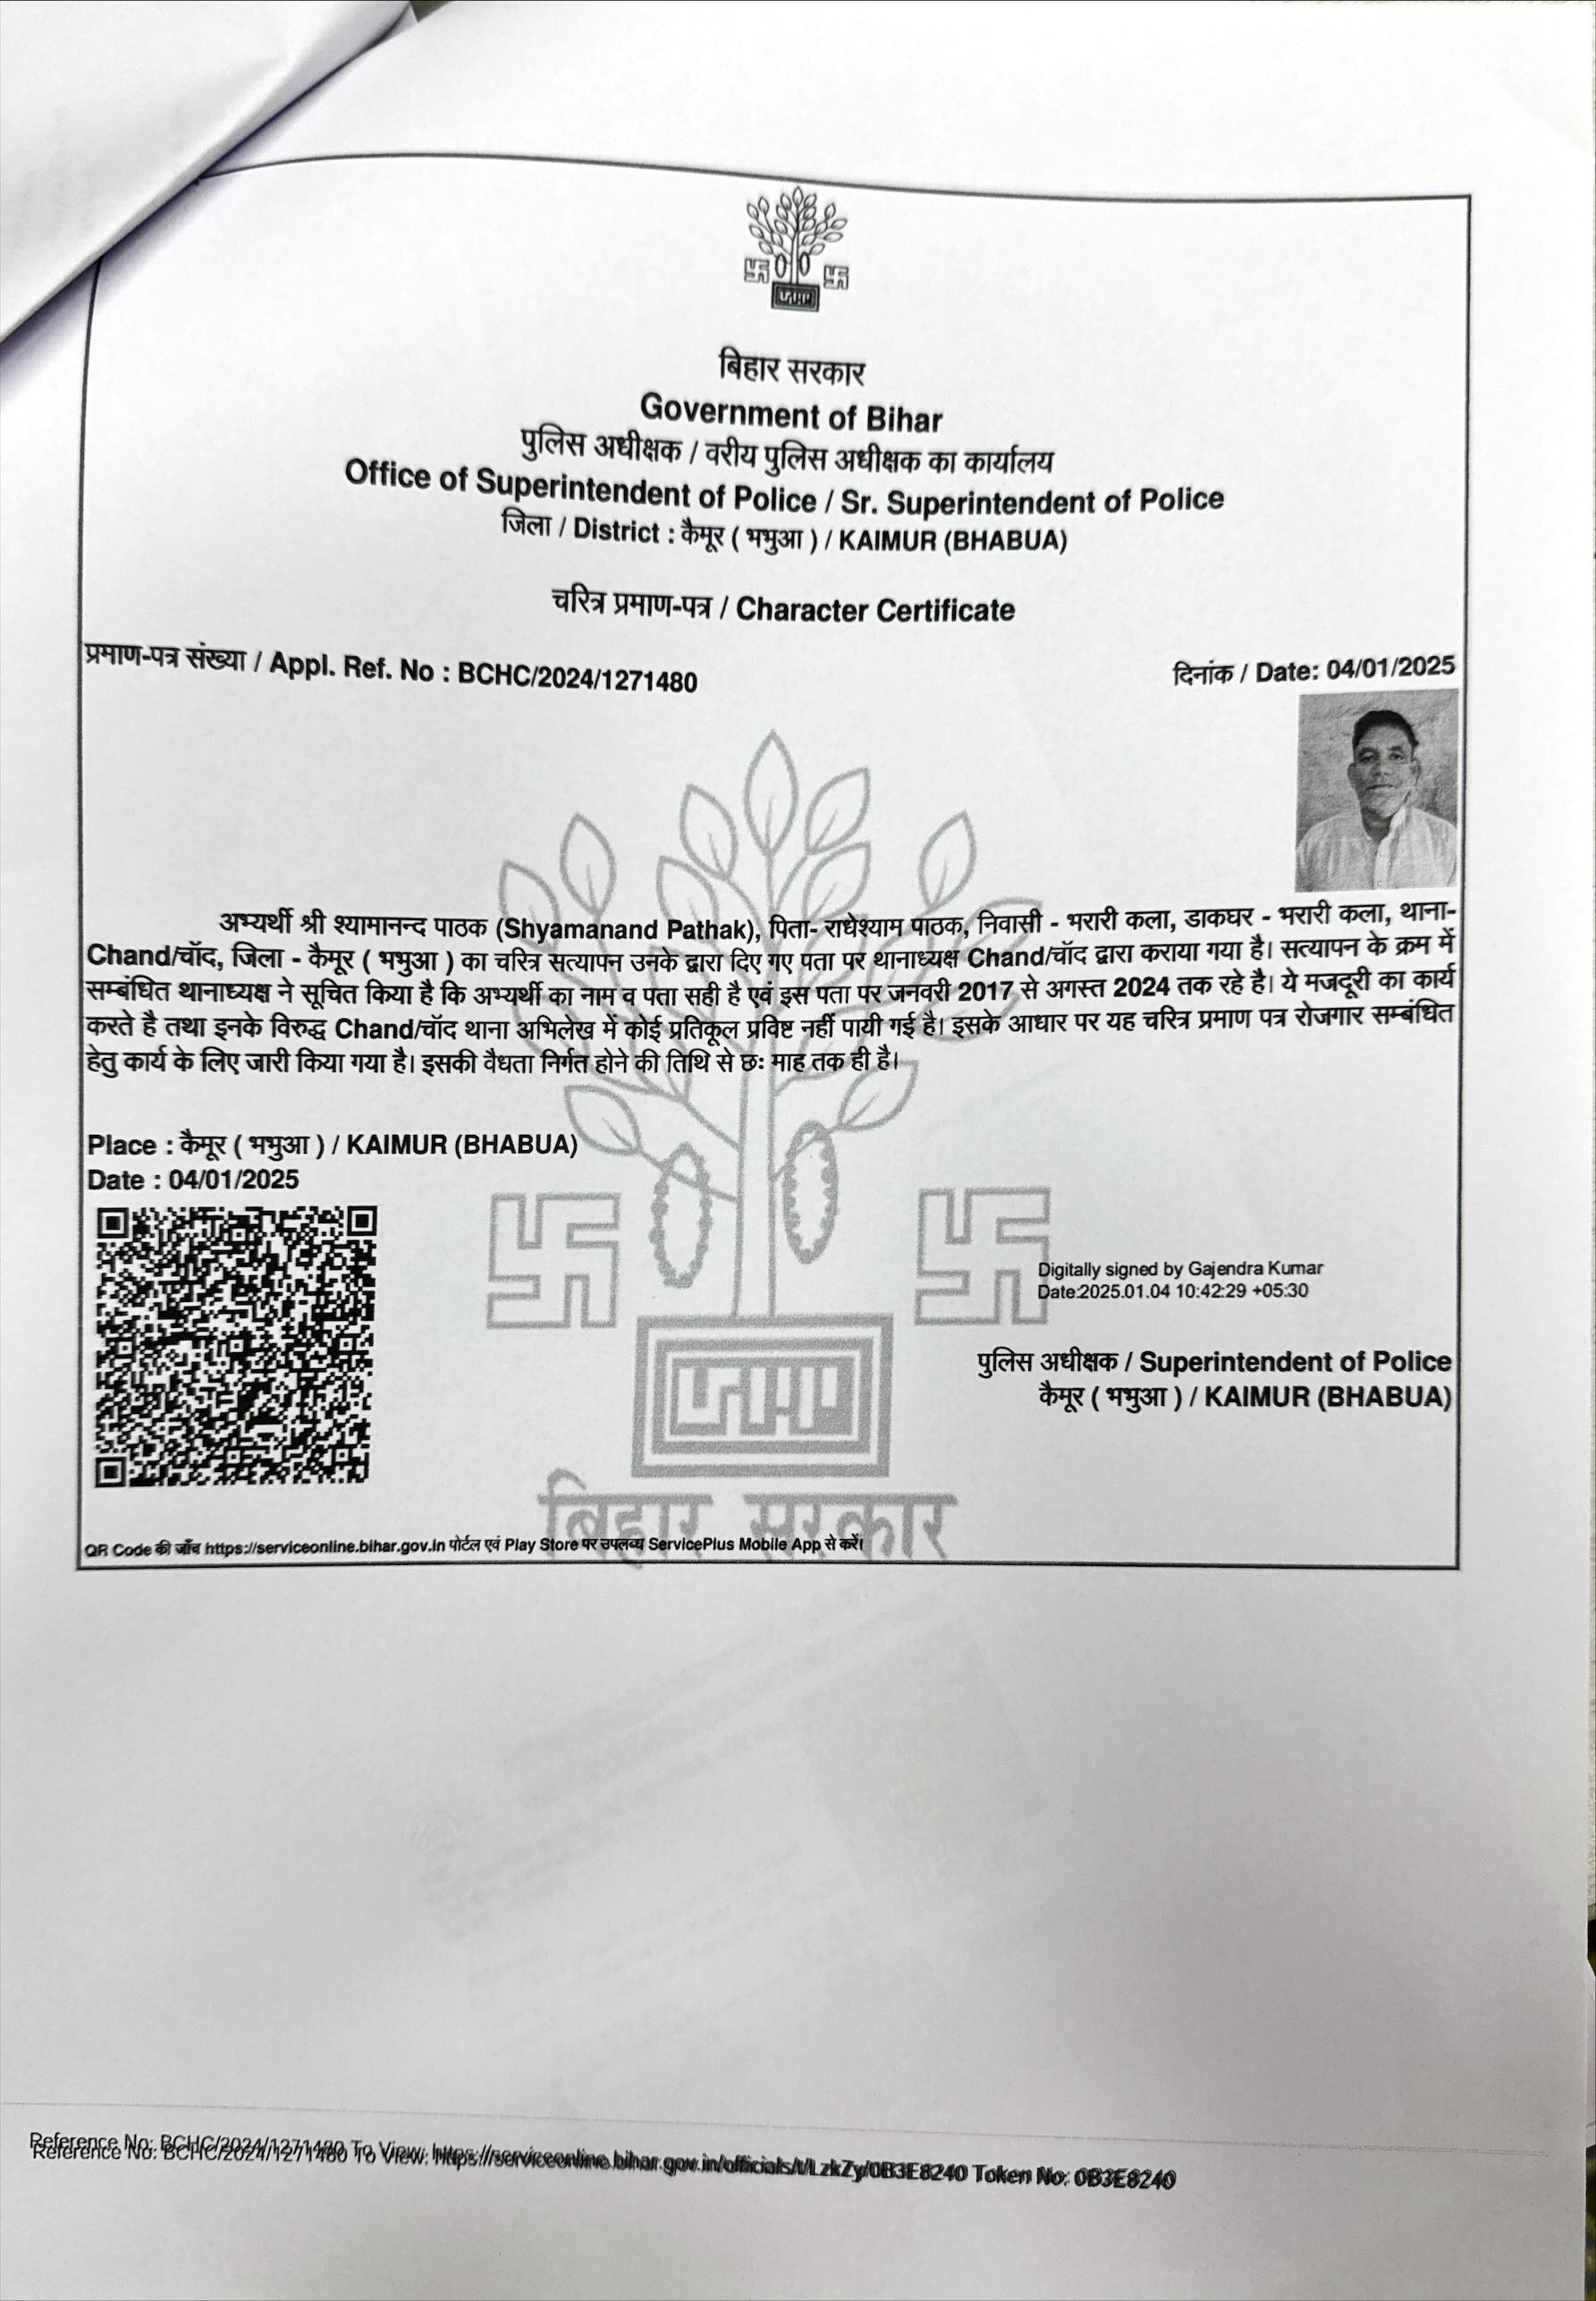 बिहार सरकार
Government of Bihar
पुलिस अधीक्षक / वरीय पुलिस अधीक्षक का कार्यालय
Office of Superintendent of Police / Sr. Superintendent of Police
जिला / District : कैमूर ( भभुआ ) / KAIMUR (BHABUA)
चरित्र प्रमाण-पत्र / Character Certificate
प्रमाण-पत्र संख्या / Appl. Ref. No : BCHC/2024/1271480
दिनांक / Date: 04/01/2025
अभ्यर्थी श्री श्यामानन्द पाठक (Shyamanand Pathak), पिता- राधेश्याम पाठक, निवासी - भरारी कला, डाकघर - भरारी कला, थाना-
Chand/चॉद, जिला - कैमूर ( भभुआ ) का चरित्र सत्यापन उनके द्वारा दिए गए पता पर थानाध्यक्ष Chand/चॉद द्वारा कराया गया है। सत्यापन के क्रम में
सम्बंधित थानाध्यक्ष ने सूचित किया है कि अभ्यर्थी का नाम व पता सही है एवं इस पता पर जनवरी 2017 से अगस्त 2024 तक रहे है। ये मजदूरी का कार्य
करते है तथा इनके विरुद्ध Chand/चॉद थाना अभिलेख में कोई प्रतिकूल प्रविष्ट नहीं पायी गई है। इसके आधार पर यह चरित्र प्रमाण पत्र रोजगार सम्बंधित
हेतु कार्य के लिए जारी किया गया है। इसकी वैधता निर्गत होने की तिथि से छः माह तक ही है।
Place : कैमूर ( भभुआ ) / KAIMUR (BHABUA)
Date : 04/01/2025
Digitally signed by Gajendra Kumar
Date:2025.01.04 10:42:29 +05:30
पुलिस अधीक्षक / Superintendent of Police
कैमूर ( भभुआ ) / KAIMUR (BHABUA)
बिहार सरकार
QR Code की जाँच https://serviceonline.bihar.gov.in पोर्टल एवं Play Store पर उपलब्ध ServicePlus Mobile App से करें।
Reference No: BCHC/2024/1271480 To View: https://serviceonline.bihar.gov.in/officials/t/LzkZy/0B3E8240 Token No: 0B3E8240